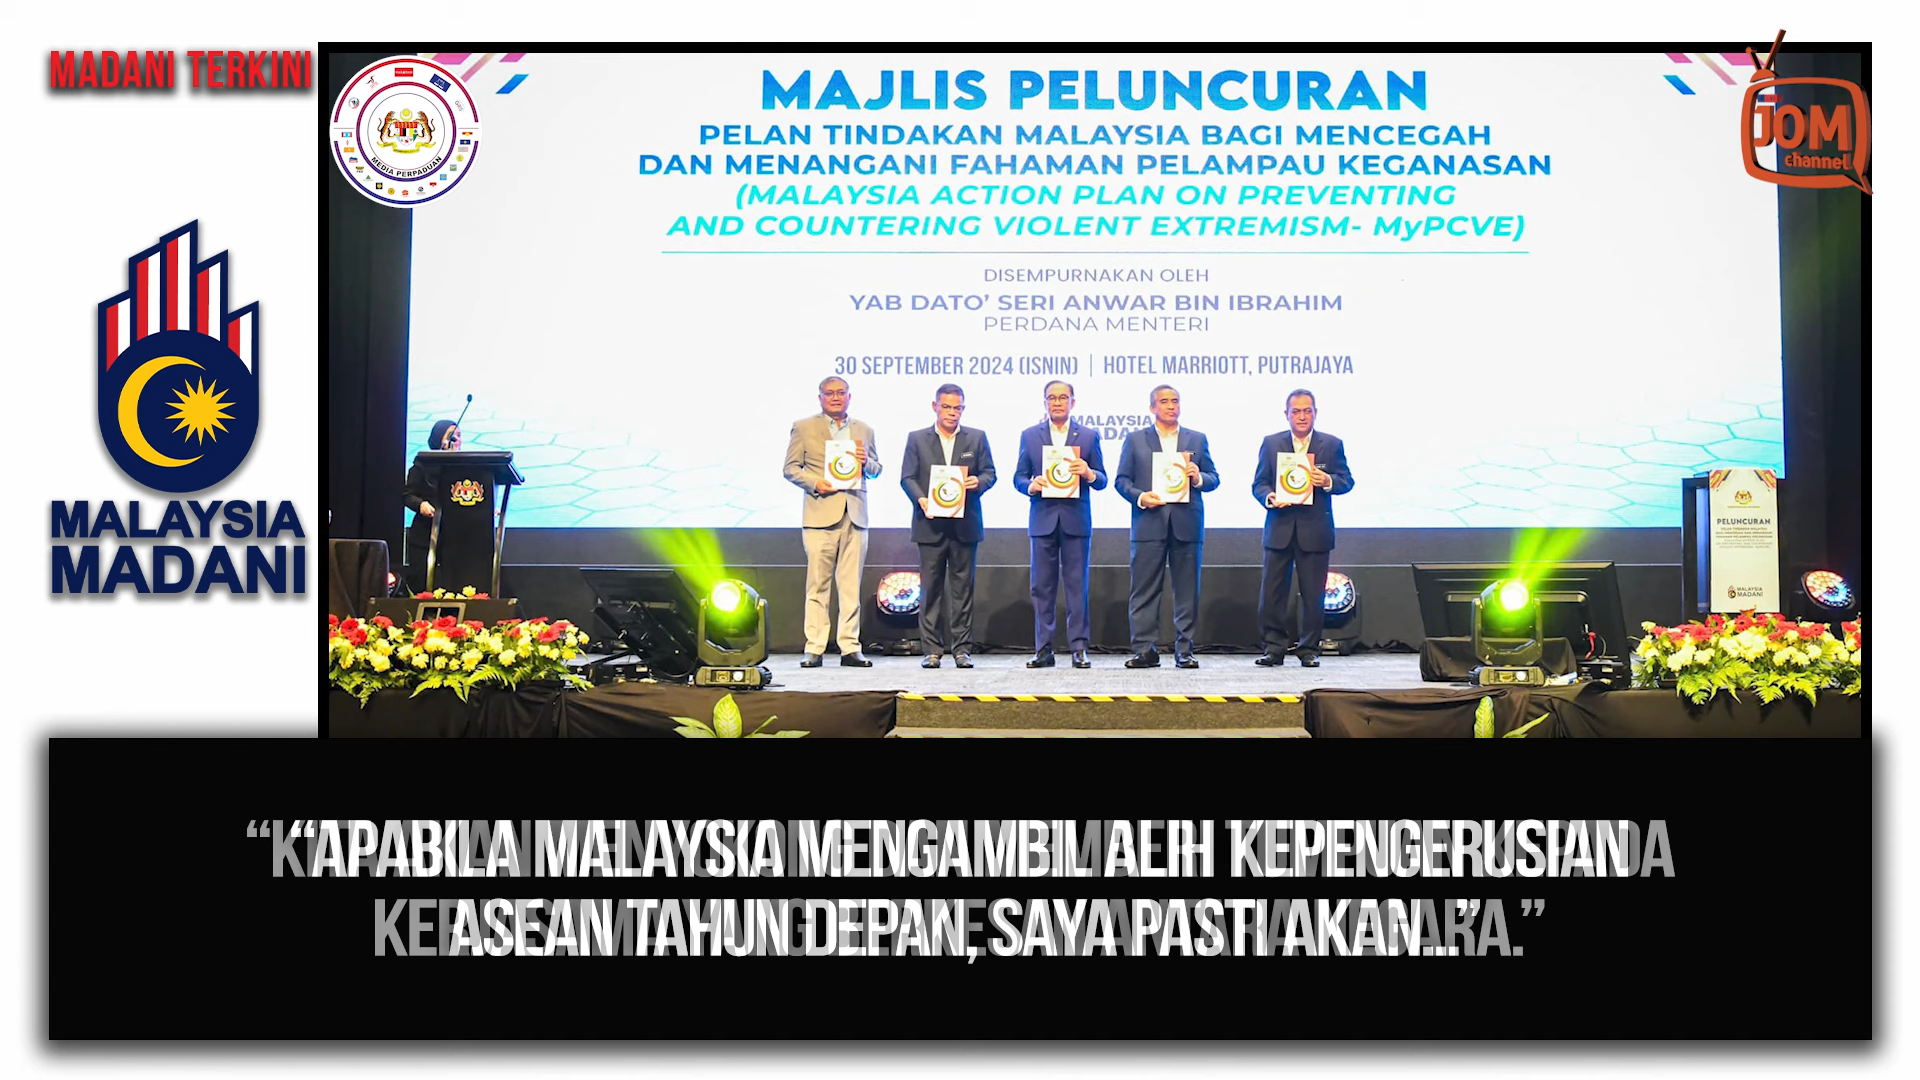 MADANI TERKINI
MEDIA PERPADUAN
MALAYSIA
MADANI
JOM
channel
MAJLIS PELUNCURAN
PELAN TINDAKAN MALAYSIA BAGI MENCEGAH
DAN MENANGANI FAHAMAN PELAMPAU KEGANASAN
(MALAYSIA ACTION PLAN ON PREVENTING
AND COUNTERING VIOLENT EXTREMISM- MyPCVE)
DISEMPURNAKAN OLEH
YAB DATO’ SERI ANWAR BIN IBRAHIM
PERDANA MENTERI
30 SEPTEMBER 2024 (ISNIN) | HOTEL MARRIOTT, PUTRAJAYA
MALAYSIA
PELUNCURAN
MALAYSIA
MADANI
“APABILA MALAYSIA MENGAMBIL ALIH KEPENGERUSIAN
ASEAN TAHUN DEPAN, SAYA PASTI AKAN...”